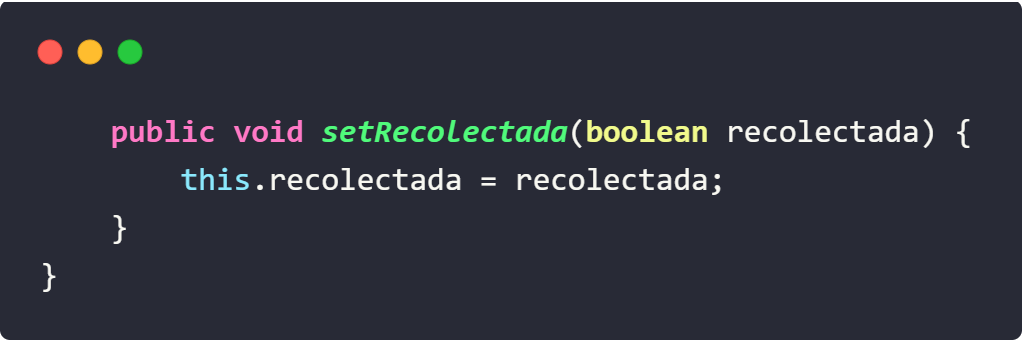 public void setRecolectada(boolean recolectada) {
this.recolectada = recolectada;
}
}